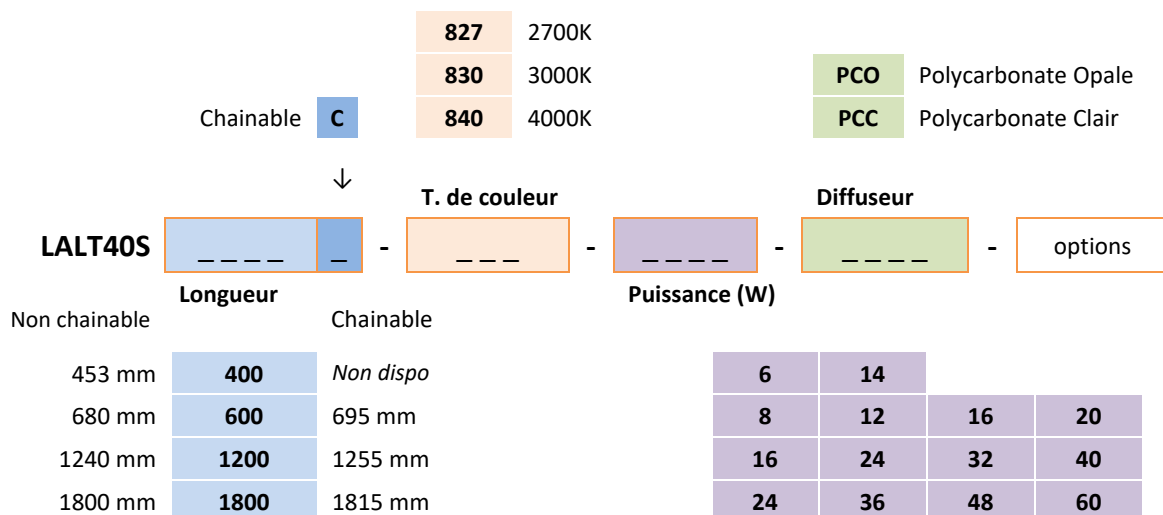 827 2700K
830 3000K PCO Polycarbonate Opale
Chainable C 840 4000K PCC Polycarbonate Clair
↓
T. de couleur Diffuseur
LALT40S _ _ _ _ _ - _ _ _ - _ _ _ _ - _ _ _ _ - options
Longueur Puissance (W)
Non chainable Chainable
453 mm 400 Non dispo 6 14
680 mm 600 695 mm 8 12 16 20
1240 mm 1200 1255 mm 16 24 32 40
1800 mm 1800 1815 mm 24 36 48 60